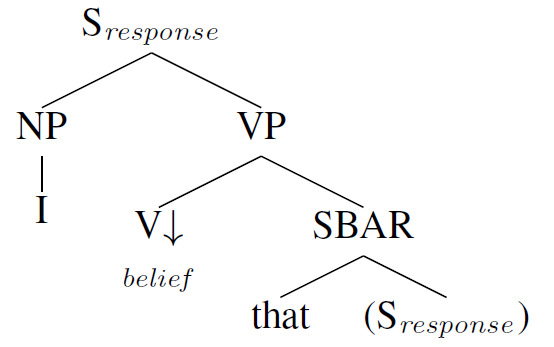 S_response
NP VP
I
V↓ SBAR
belief
that (S_response)